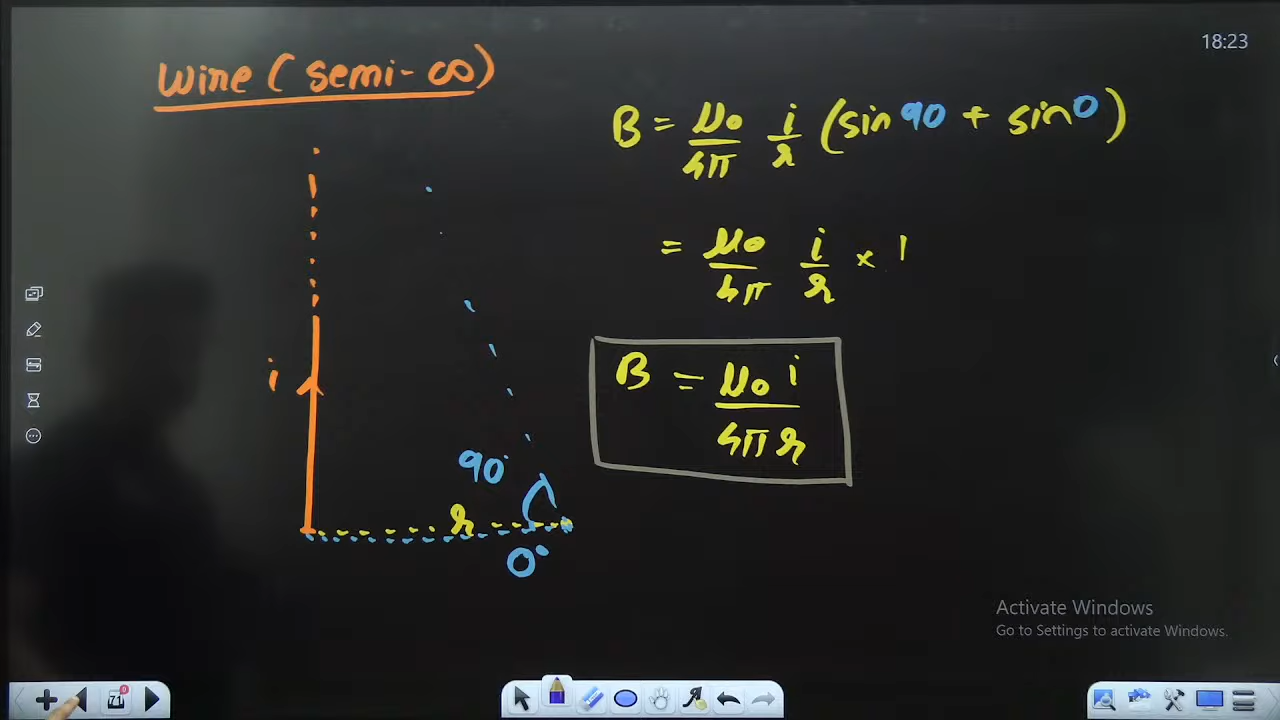 18:23
wire (semi-∞)
B = μ₀/4π i/r (sin 90 + sin 0)
= μ₀/4π i/r × 1
B = μ₀ i/4π r
i
90°
r
0°
Activate Windows
Go to Settings to activate Windows.
71